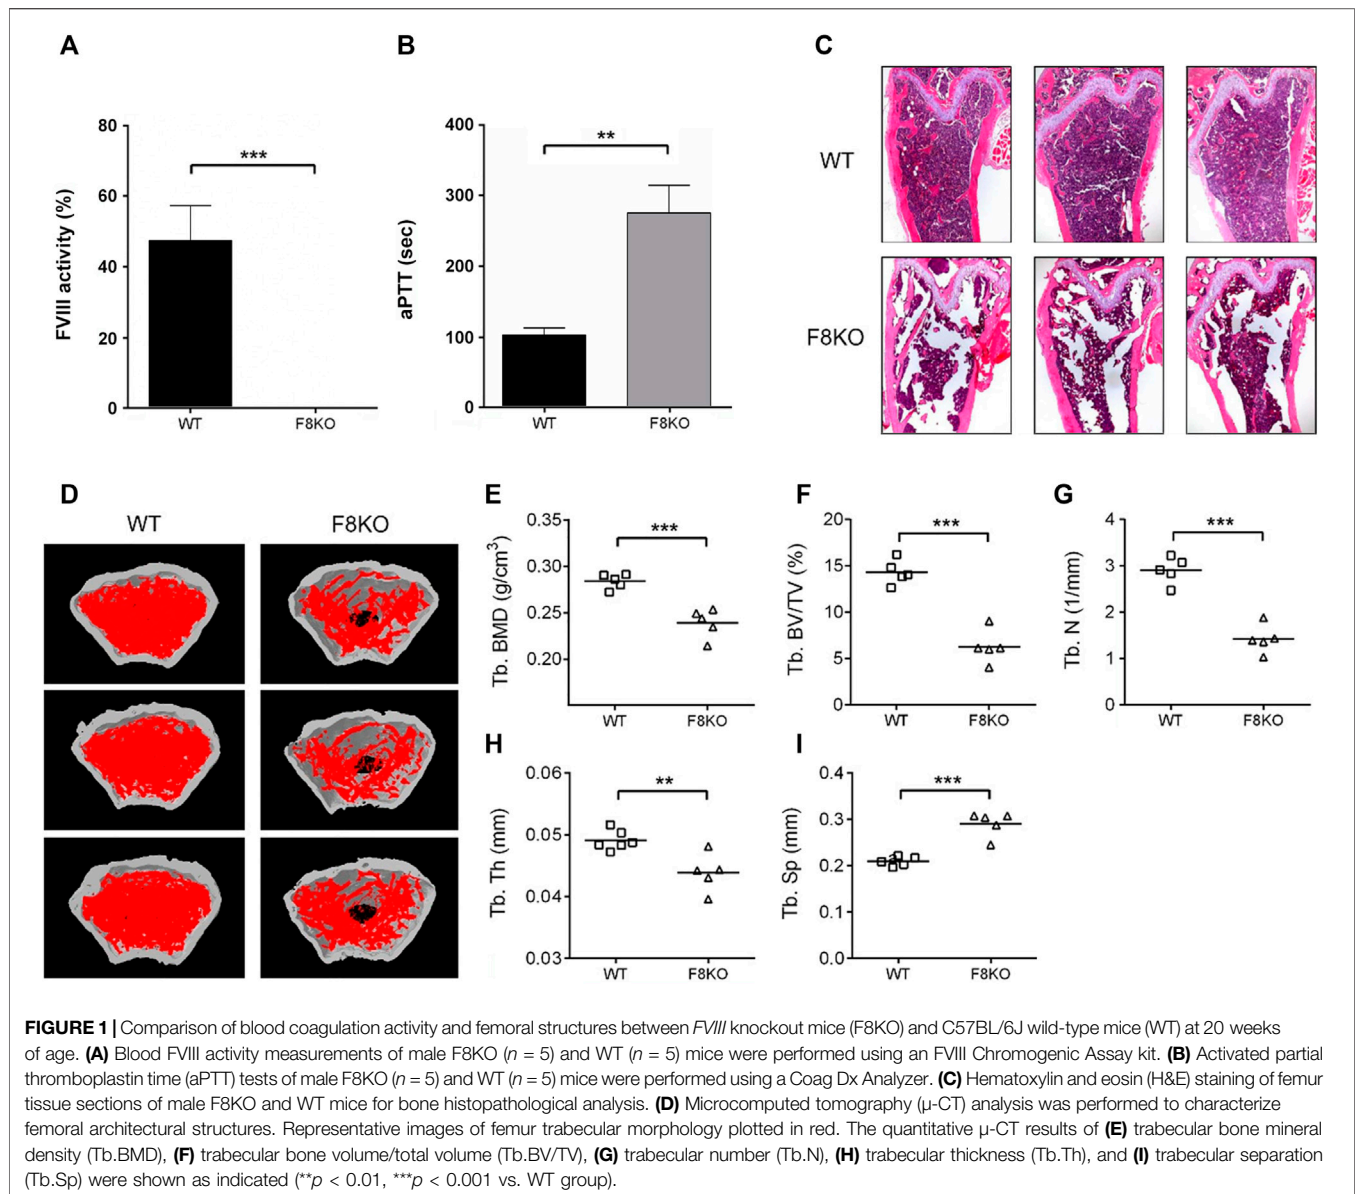 A
B
C
80
60
40
20
0
FVIII activity (%)
***
WT
F8KO
400
300
200
100
0
aPTT (sec)
**
WT
F8KO
WT
F8KO
D
WT
F8KO
E
0.35
0.30
0.25
0.20
Tb. BMD (g/cm³)
***
WT
F8KO
F
20
15
10
5
0
Tb. BV/TV (%)
***
WT
F8KO
G
4
3
2
1
0
Tb. N (1/mm)
***
WT
F8KO
H
0.06
0.05
0.04
0.03
Tb. Th (mm)
**
WT
F8KO
I
0.4
0.3
0.2
0.1
0.0
Tb. Sp (mm)
***
WT
F8KO
FIGURE 1 | Comparison of blood coagulation activity and femoral structures between FVIII knockout mice (F8KO) and C57BL/6J wild-type mice (WT) at 20 weeks
of age. (A) Blood FVIII activity measurements of male F8KO (n = 5) and WT (n = 5) mice were performed using an FVIII Chromogenic Assay kit. (B) Activated partial
thromboplastin time (aPTT) tests of male F8KO (n = 5) and WT (n = 5) mice were performed using a Coag Dx Analyzer. (C) Hematoxylin and eosin (H&E) staining of femur
tissue sections of male F8KO and WT mice for bone histopathological analysis. (D) Microcomputed tomography (μ-CT) analysis was performed to characterize
femoral architectural structures. Representative images of femur trabecular morphology plotted in red. The quantitative μ-CT results of (E) trabecular bone mineral
density (Tb.BMD), (F) trabecular bone volume/total volume (Tb.BV/TV), (G) trabecular number (Tb.N), (H) trabecular thickness (Tb.Th), and (I) trabecular separation
(Tb.Sp) were shown as indicated (**p < 0.01, ***p < 0.001 vs. WT group).